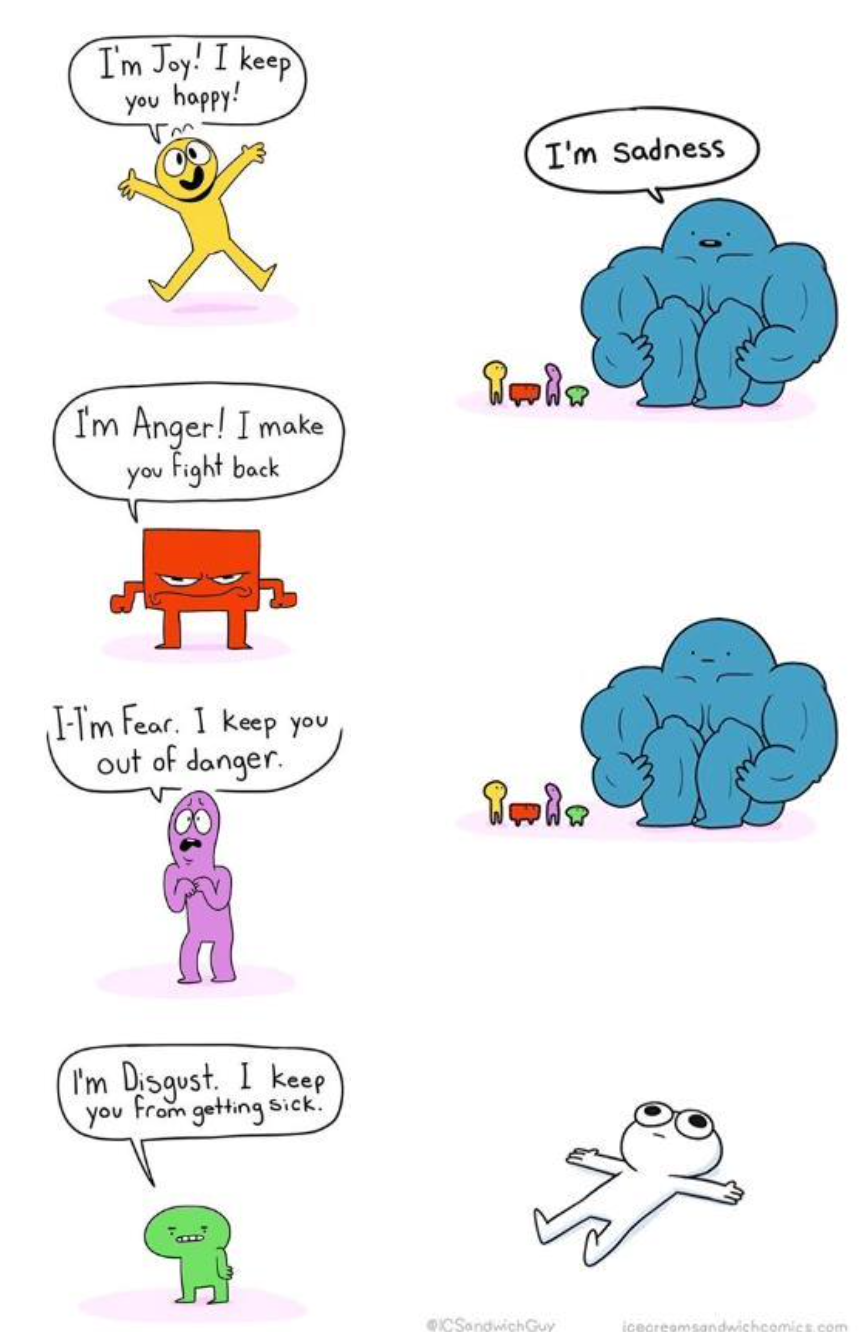 I'm Joy! I keep
you happy!
I'm Anger! I make
you fight back
I-I'm Fear. I keep you
out of danger.
I'm Disgust. I keep
you from getting sick.
I'm Sadness
@ICSandwichGuy
icecreamsandwichcomics.com